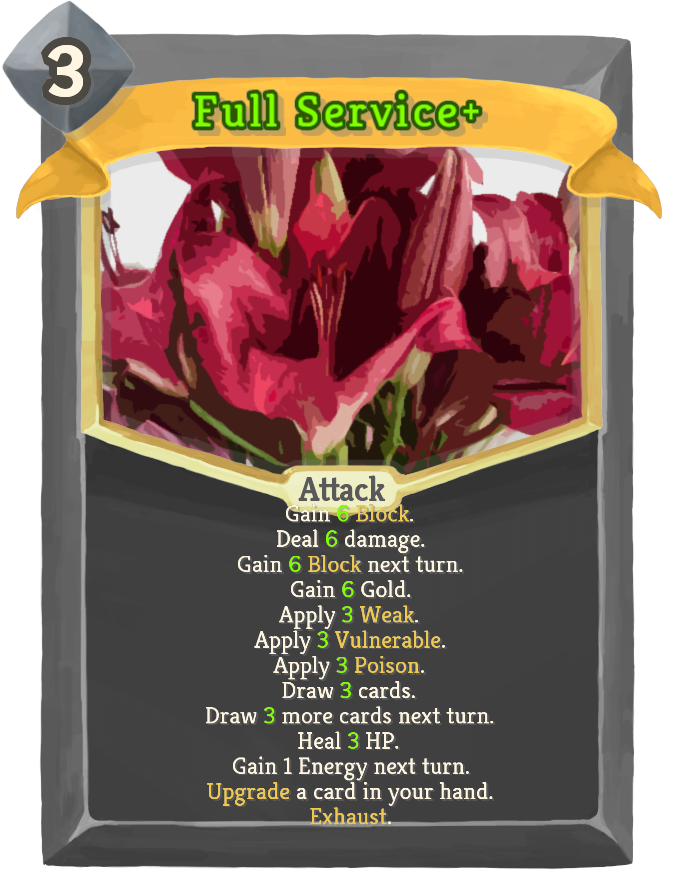 3
Full Service+
Attack
Gain 6 Block.
Deal 6 damage.
Gain 6 Block next turn.
Gain 6 Gold.
Apply 3 Weak.
Apply 3 Vulnerable.
Apply 3 Poison.
Draw 3 cards.
Draw 3 more cards next turn.
Heal 3 HP.
Gain 1 Energy next turn.
Upgrade a card in your hand.
Exhaust.